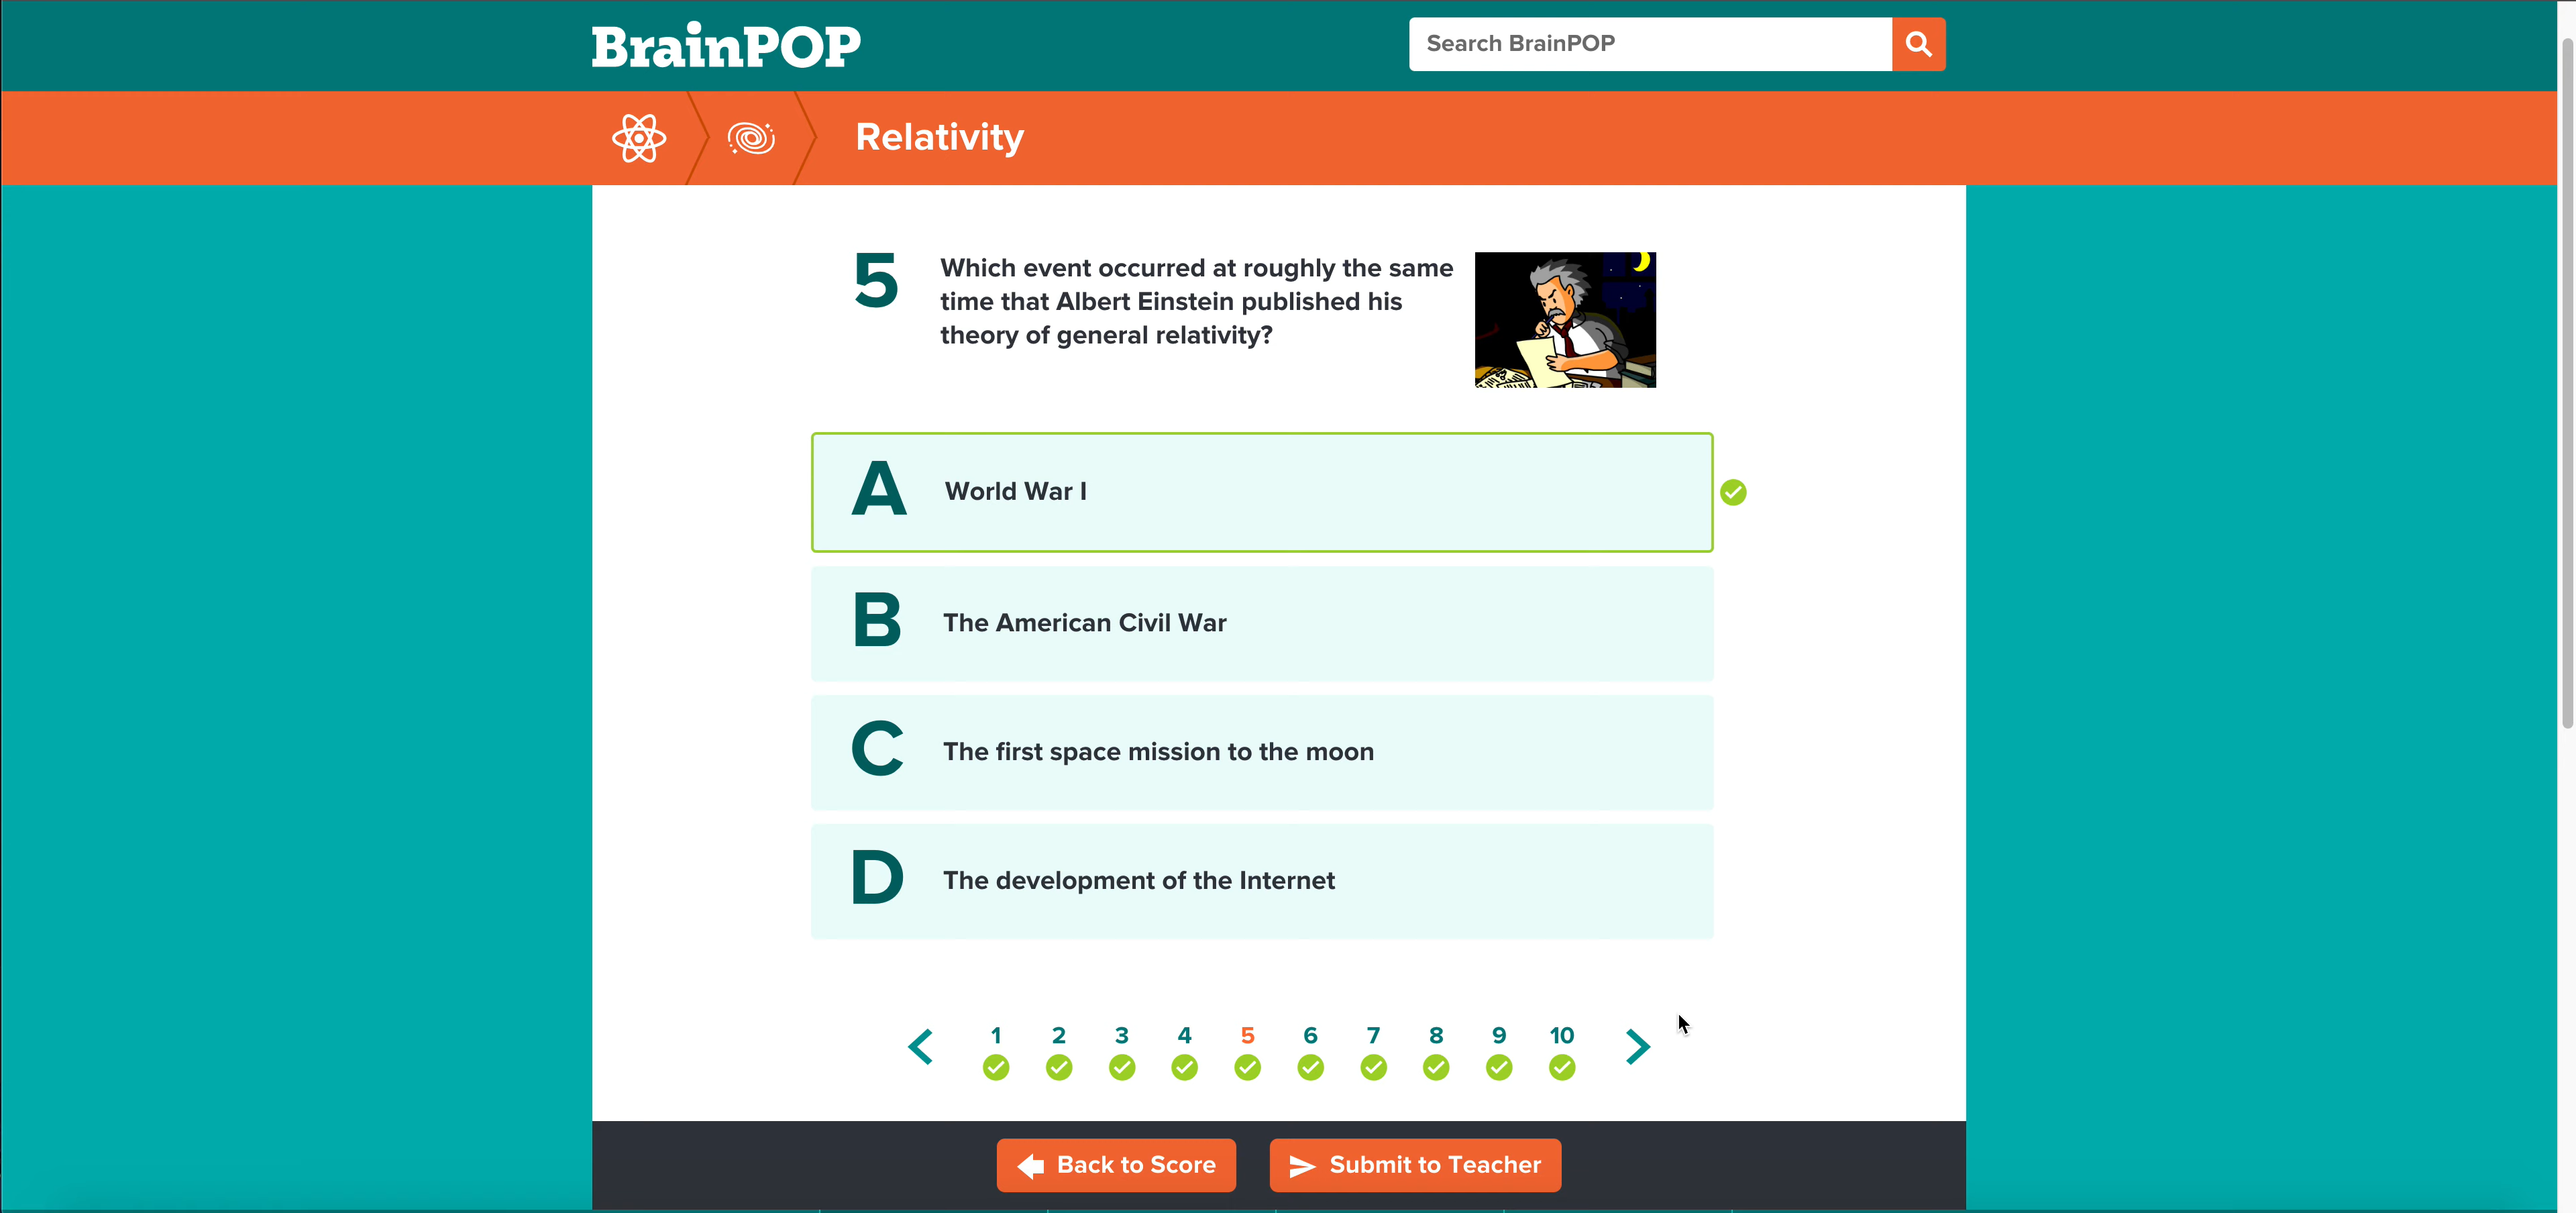 BrainPOP
Search BrainPOP
Relativity
5
Which event occurred at roughly the same
time that Albert Einstein published his
theory of general relativity?
A World War I
B The American Civil War
C The first space mission to the moon
D The development of the Internet
1 2 3 4 5 6 7 8 9 10
Back to Score Submit to Teacher